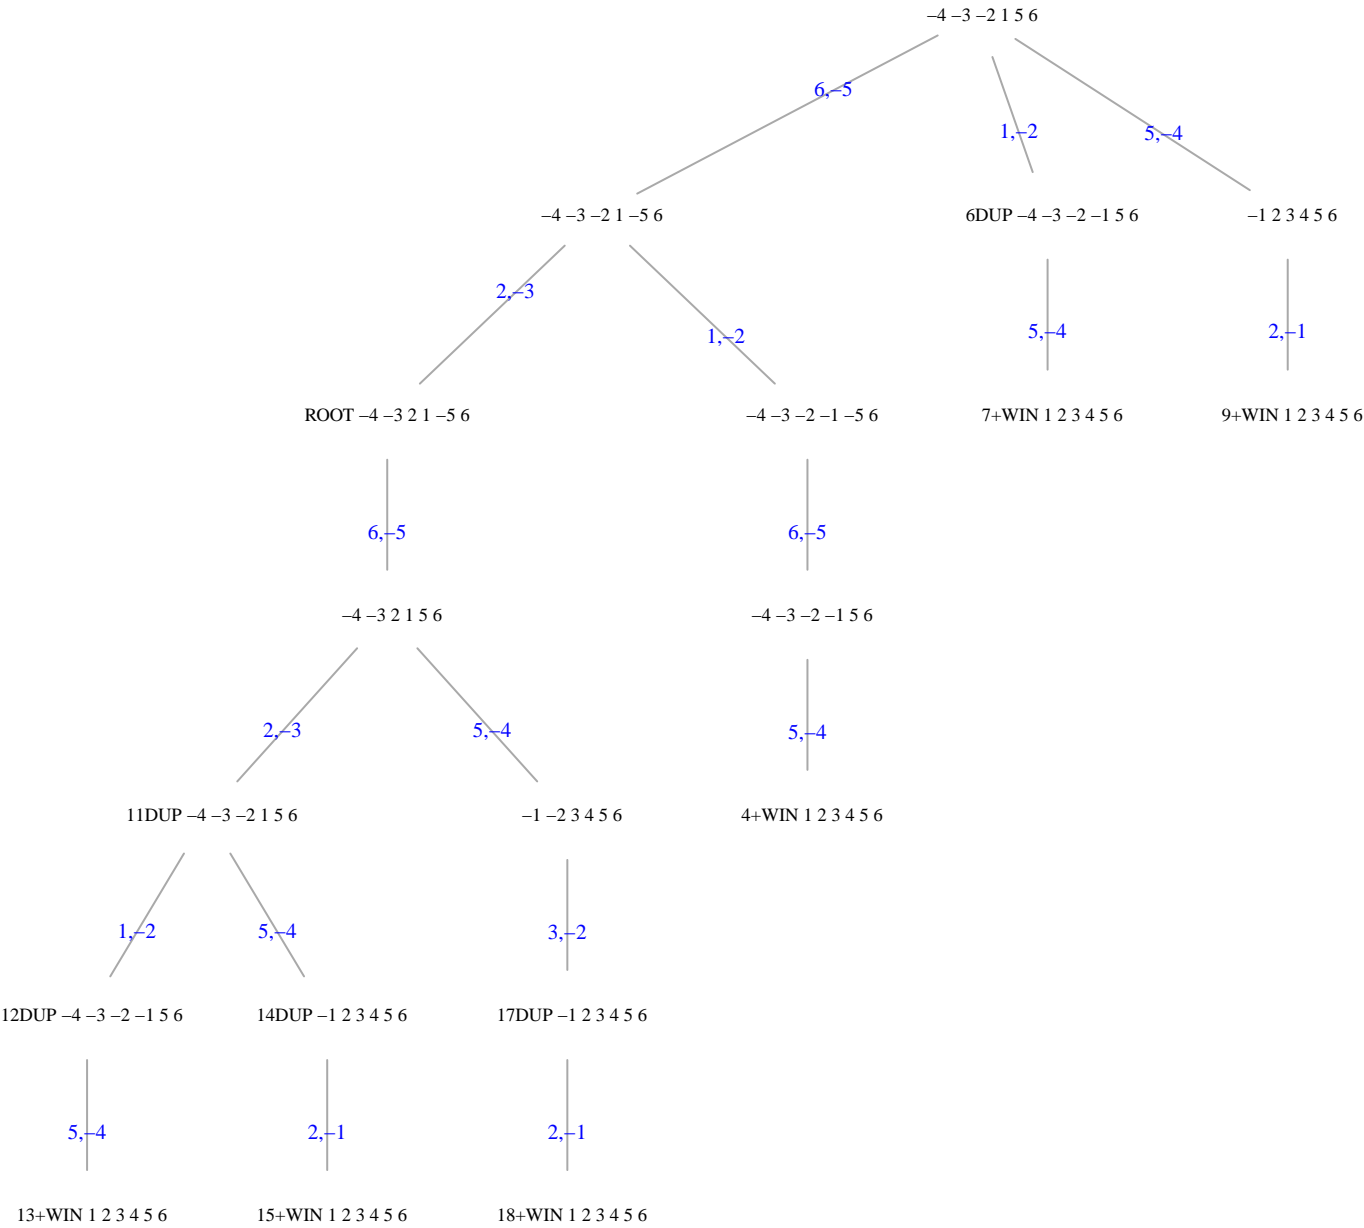 –4 –3 –2 1 5 6
6,–5
1,–2
5,–4
–4 –3 –2 1 –5 6
6DUP –4 –3 –2 –1 5 6
–1 2 3 4 5 6
2,–3
1,–2
5,–4
2,–1
ROOT –4 –3 2 1 –5 6
–4 –3 –2 –1 –5 6
7+WIN 1 2 3 4 5 6
9+WIN 1 2 3 4 5 6
6,–5
6,–5
–4 –3 2 1 5 6
–4 –3 –2 –1 5 6
2,–3
5,–4
5,–4
11DUP –4 –3 –2 1 5 6
–1 –2 3 4 5 6
4+WIN 1 2 3 4 5 6
1,–2
5,–4
3,–2
12DUP –4 –3 –2 –1 5 6
14DUP –1 2 3 4 5 6
17DUP –1 2 3 4 5 6
5,–4
2,–1
2,–1
13+WIN 1 2 3 4 5 6
15+WIN 1 2 3 4 5 6
18+WIN 1 2 3 4 5 6